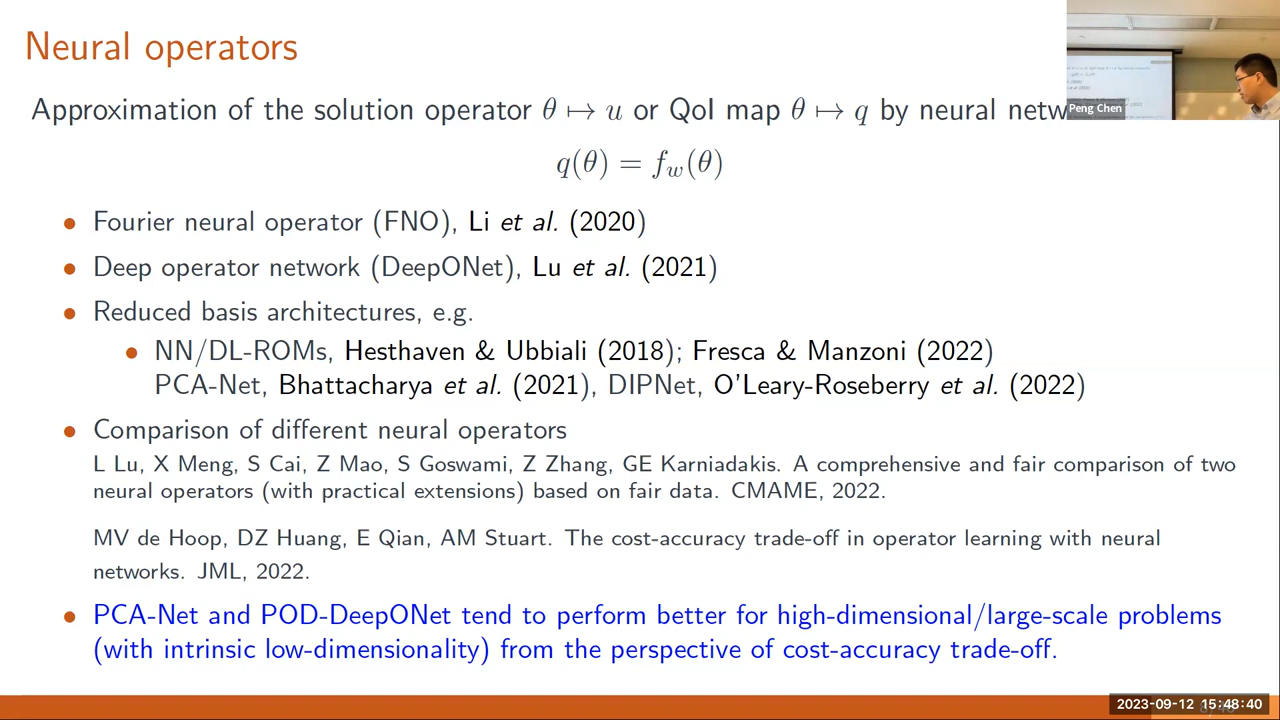 Neural operators
Peng Chen
Approximation of the solution operator θ ↦ u or QoI map θ ↦ q by neural netw
q(θ) = f_w(θ)
• Fourier neural operator (FNO), Li et al. (2020)
• Deep operator network (DeepONet), Lu et al. (2021)
• Reduced basis architectures, e.g.
• NN/DL-ROMs, Hesthaven & Ubbiali (2018); Fresca & Manzoni (2022)
PCA-Net, Bhattacharya et al. (2021), DIPNet, O'Leary-Roseberry et al. (2022)
• Comparison of different neural operators
L Lu, X Meng, S Cai, Z Mao, S Goswami, Z Zhang, GE Karniadakis. A comprehensive and fair comparison of two
neural operators (with practical extensions) based on fair data. CMAME, 2022.
MV de Hoop, DZ Huang, E Qian, AM Stuart. The cost-accuracy trade-off in operator learning with neural
networks. JML, 2022.
• PCA-Net and POD-DeepONet tend to perform better for high-dimensional/large-scale problems
(with intrinsic low-dimensionality) from the perspective of cost-accuracy trade-off.
2023-09-12 15:48:40